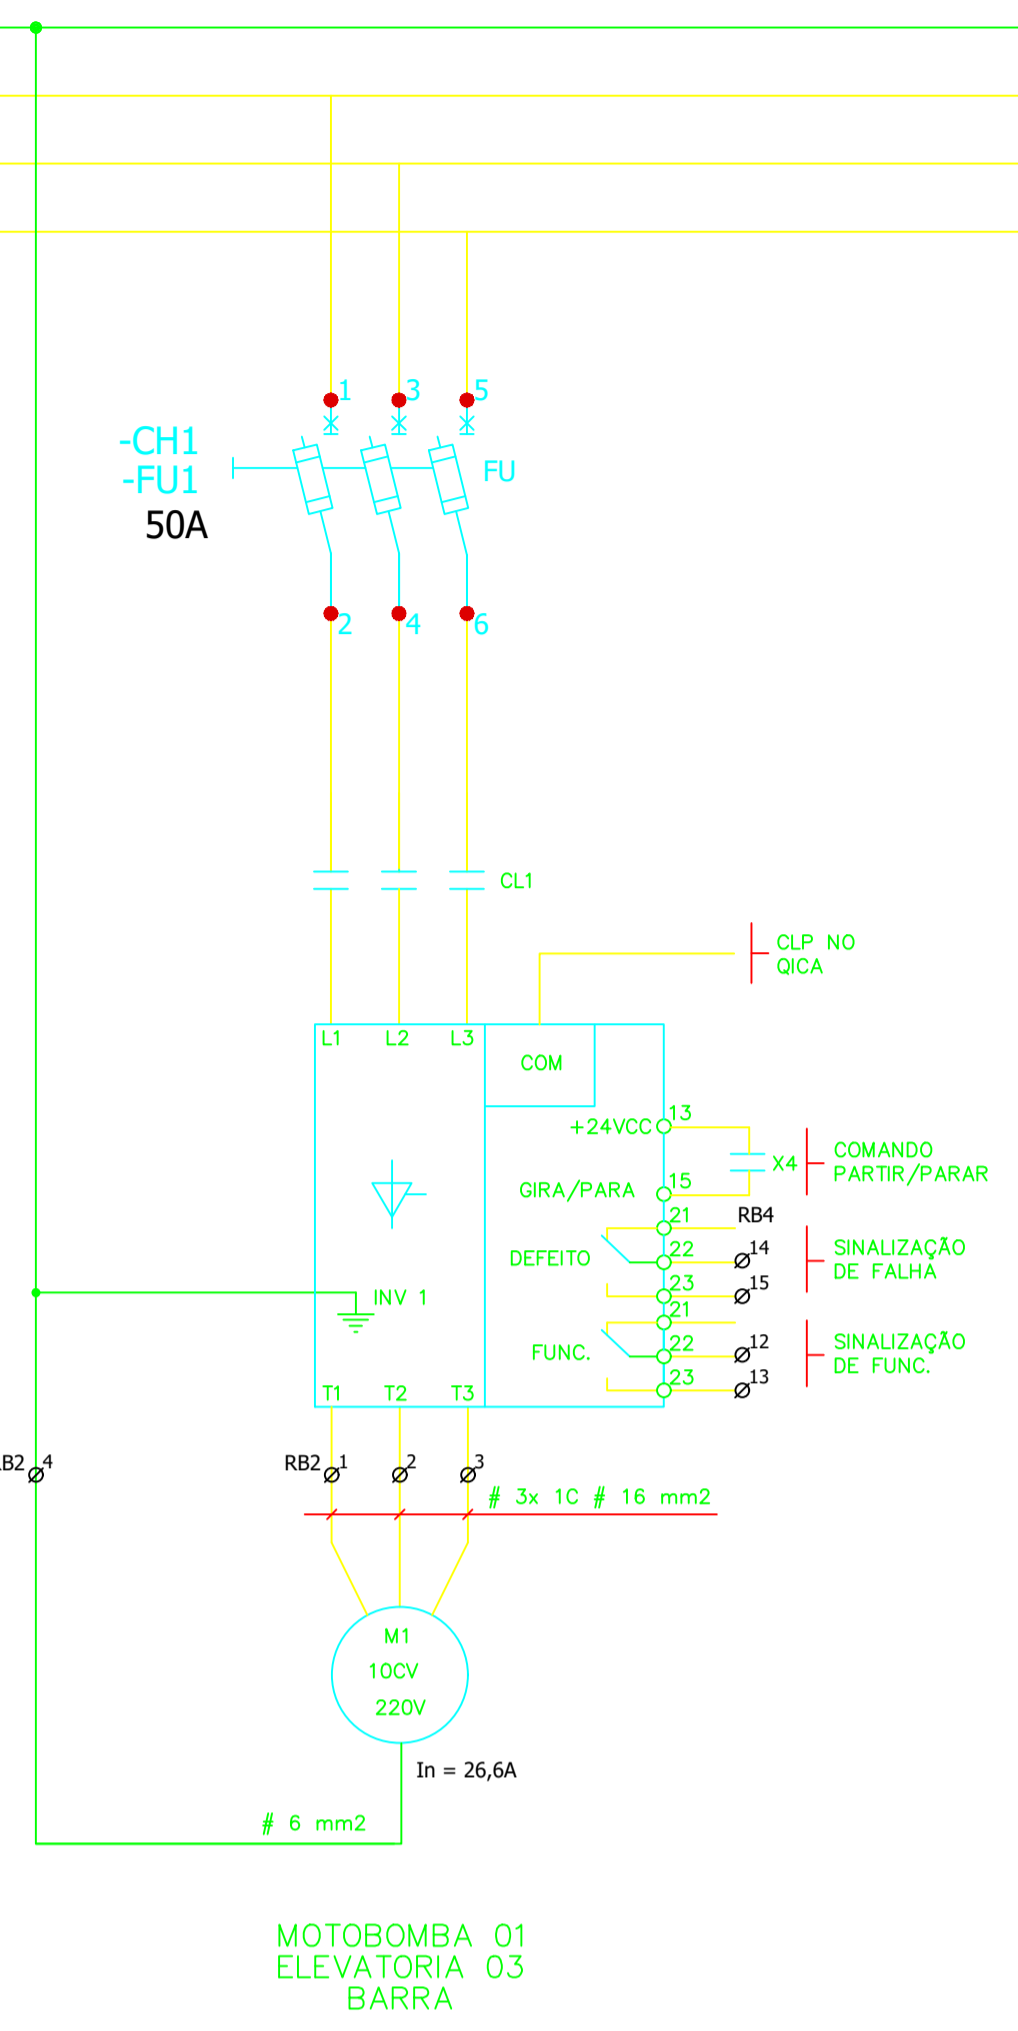 1 3 5
-CH1
-FU1 FU
50A
2 4 6
CL1
CLP NO
QICA
L1 L2 L3
COM
13
+24VCC
COMANDO
X4
PARTIR/PARAR
15
GIRA/PARA
21 RB4
SINALIZAÇÃO
22 14
DEFEITO
DE FALHA
23 15
INV 1
21
SINALIZAÇÃO
22 12
FUNC.
DE FUNC.
23 13
T1 T2 T3
B2 4 RB2 1 2 3
# 3x 1C # 16 mm2
M1
10CV
220V
In = 26,6A
# 6 mm2
MOTOBOMBA 01
ELEVATORIA 03
BARRA